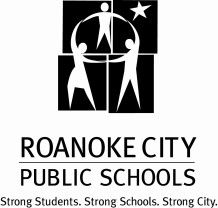 ROANOKE CITY
PUBLIC SCHOOLS
Strong Students. Strong Schools. Strong City.